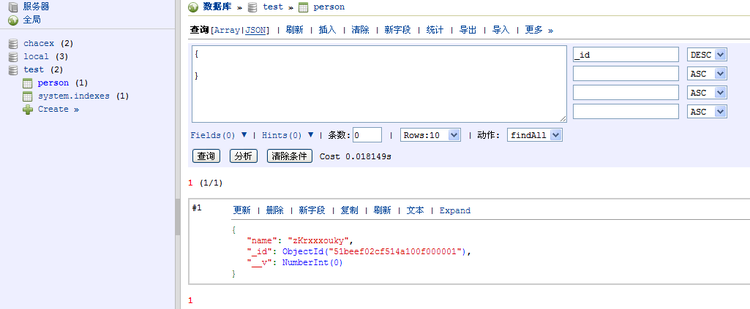 服务器
全局
chacex (2)
local (3)
test (2)
person (1)
system.indexes (1)
Create »
数据库 » test » person
查询[Array|JSON] | 刷新 | 插入 | 清除 | 新字段 | 统计 | 导出 | 导入 | 更多 »
{
}
_id DESC
ASC
ASC
ASC
Fields(0) ▼ | Hints(0) ▼ | 条数: 0 | Rows:10 | 动作: findAll
查询 分析 清除条件 Cost 0.018149s
1 (1/1)
#1 更新 | 删除 | 新字段 | 复制 | 刷新 | 文本 | Expand
{
"name": "zKrxxxouky",
"_id": ObjectId("51beef02cf514a100f000001"),
"__v": NumberInt(0)
}
1